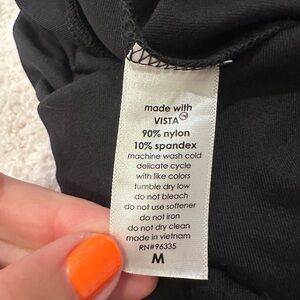 made with
VISTA™
90% nylon
10% spandex
machine wash cold
delicate cycle
with like colors
tumble dry low
do not bleach
do not use softener
do not iron
do not dry clean
made in vietnam
RN#96335
M